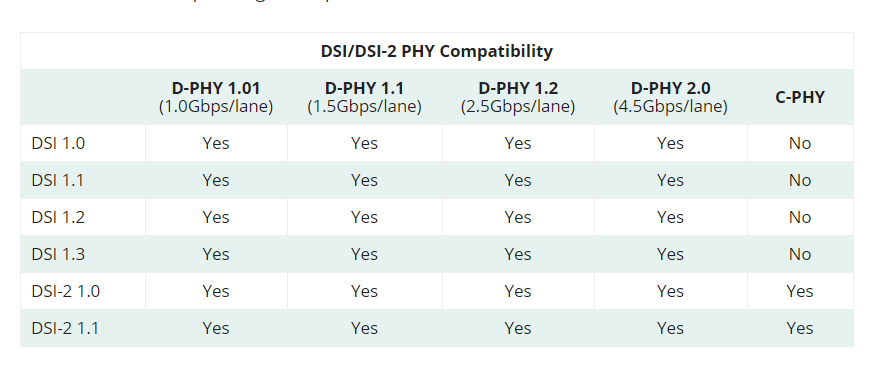 DSI/DSI-2 PHY Compatibility
D-PHY 1.01 D-PHY 1.1 D-PHY 1.2 D-PHY 2.0 C-PHY
(1.0Gbps/lane) (1.5Gbps/lane) (2.5Gbps/lane) (4.5Gbps/lane)
DSI 1.0 Yes Yes Yes Yes No
DSI 1.1 Yes Yes Yes Yes No
DSI 1.2 Yes Yes Yes Yes No
DSI 1.3 Yes Yes Yes Yes No
DSI-2 1.0 Yes Yes Yes Yes Yes
DSI-2 1.1 Yes Yes Yes Yes Yes